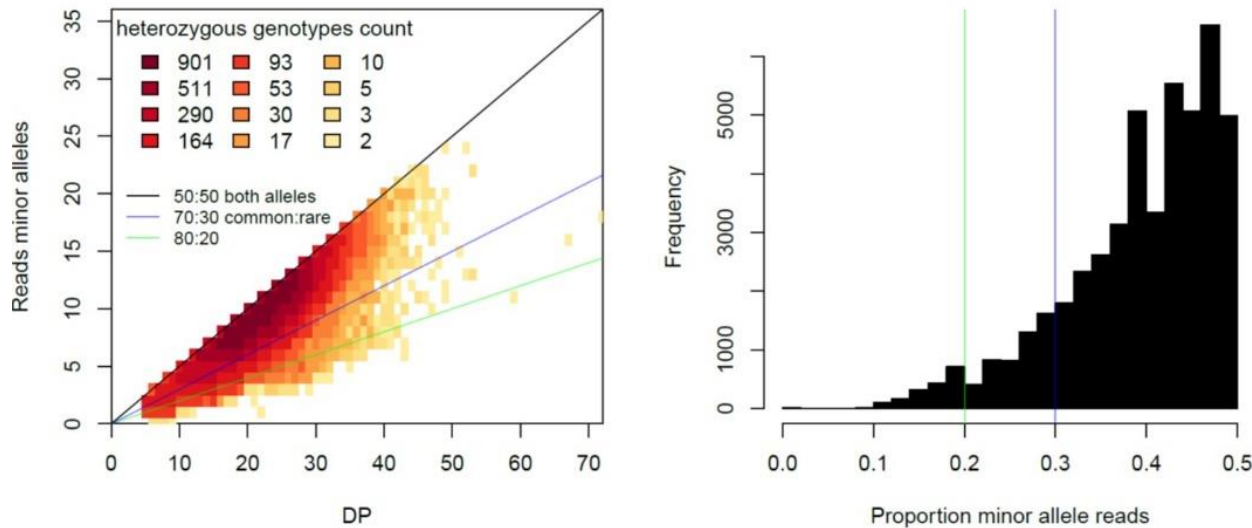 heterozygous genotypes count
901 93 10
511 53 5
290 30 3
164 17 2
50:50 both alleles
70:30 common:rare
80:20
Reads minor alleles
35
30
25
20
15
10
5
0
0 10 20 30 40 50 60 70
DP
Frequency
5000
3000
1000
0
0.0 0.1 0.2 0.3 0.4 0.5
Proportion minor allele reads